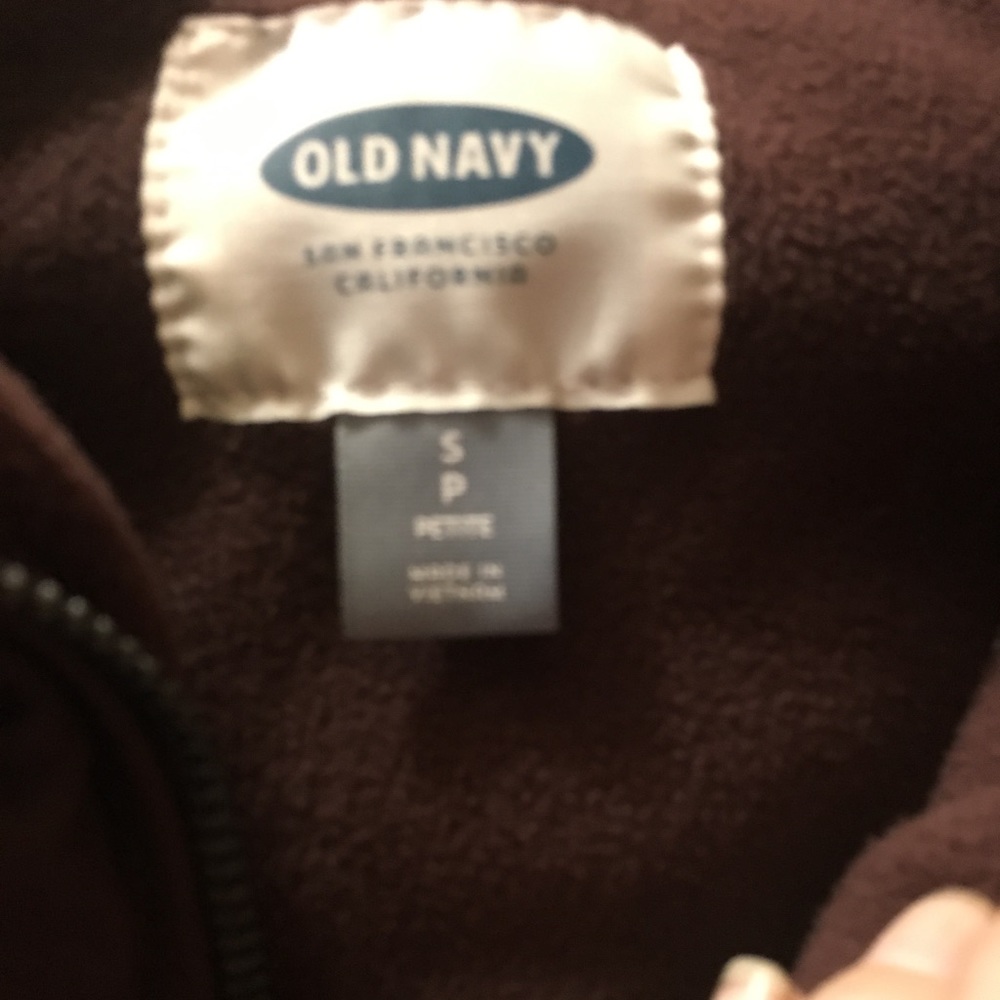 OLD NAVY
SAN FRANCISCO
CALIFORNIA
S
P
PETITE
MADE IN
VIETNAM